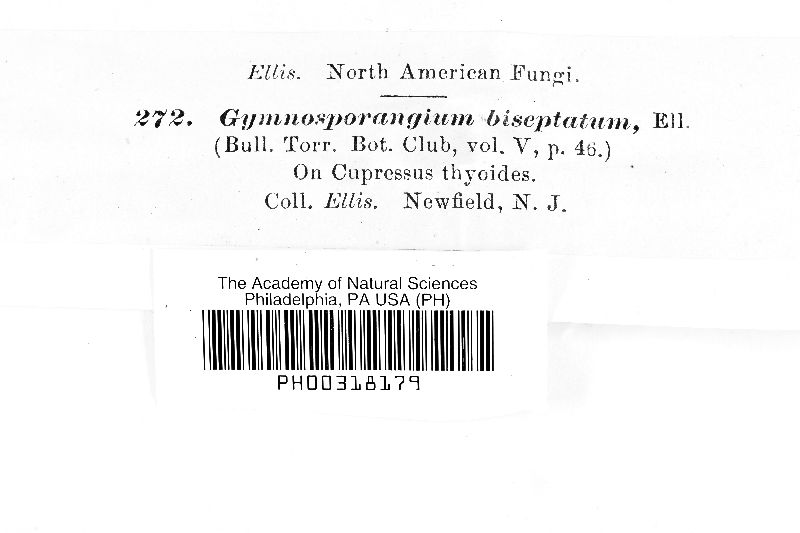 Ellis. North American Fungi.
272. Gymnosporangium biseptatum, Ell.
(Bull. Torr. Bot. Club, vol. V, p. 46.)
On Cupressus thyoides.
Coll. Ellis. Newfield, N. J.
The Academy of Natural Sciences
Philadelphia, PA USA (PH)
PH00318179